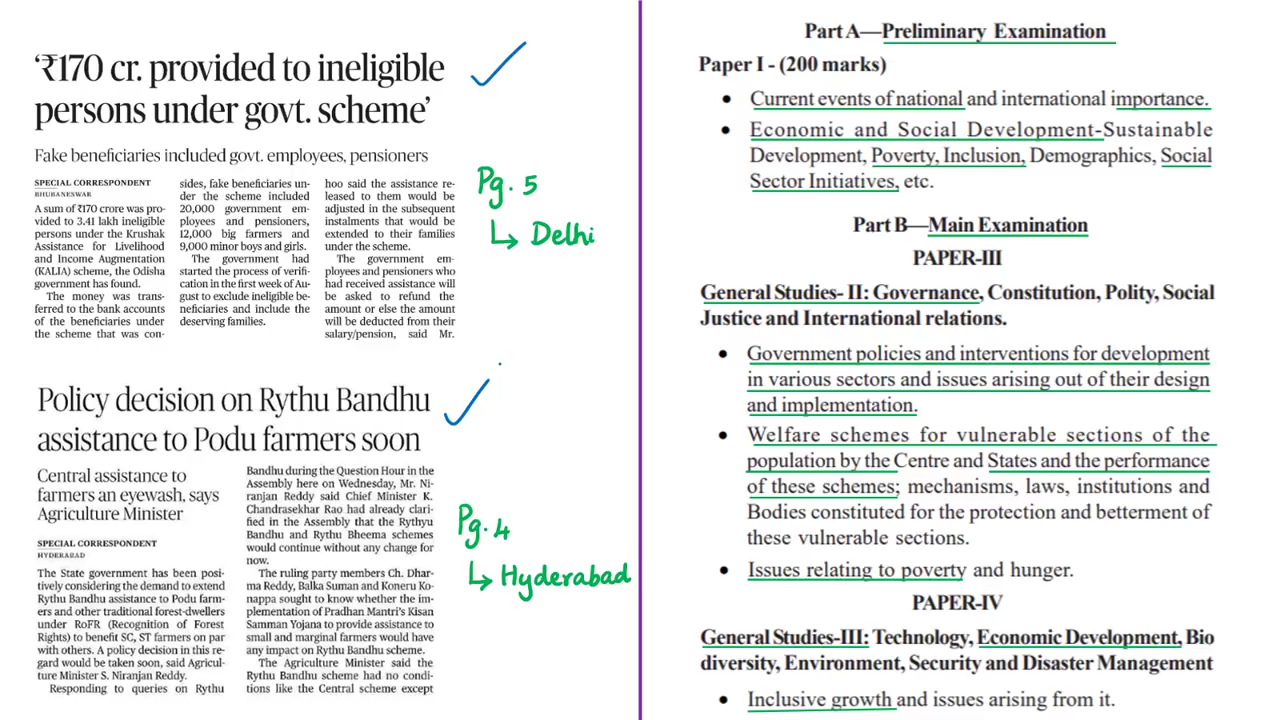 ‘₹170 cr. provided to ineligible
persons under govt. scheme’
Fake beneficiaries included govt. employees, pensioners
SPECIAL CORRESPONDENT
BHUBANESWAR
A sum of ₹170 crore was pro-
vided to 3.41 lakh ineligible
persons under the Krushak
Assistance for Livelihood
and Income Augmentation
(KALIA) scheme, the Odisha
government has found.
The money was trans-
ferred to the bank accounts
of the beneficiaries under
the scheme that was con-
sides, fake beneficiaries un-
der the scheme included
20,000 government em-
ployees and pensioners,
12,000 big farmers and
9,000 minor boys and girls.
The government had
started the process of verifi-
cation in the first week of Au-
gust to exclude ineligible be-
neficiaries and include the
deserving families.
hoo said the assistance re-
leased to them would be
adjusted in the subsequent
instalments that would be
extended to their families
under the scheme.
The government em-
ployees and pensioners who
had received assistance will
be asked to refund the
amount or else the amount
will be deducted from their
salary/pension, said Mr.
Pg. 5
↳ Delhi
Policy decision on Rythu Bandhu
assistance to Podu farmers soon
Central assistance to
farmers an eyewash, says
Agriculture Minister
SPECIAL CORRESPONDENT
HYDERABAD
The State government has been posi-
tively considering the demand to extend
Rythu Bandhu assistance to Podu farm-
ers and other traditional forest-dwellers
under RoFR (Recognition of Forest
Rights) to benefit SC, ST farmers on par
with others. A policy decision in this re-
gard would be taken soon, said Agricul-
ture Minister S. Niranjan Reddy.
Responding to queries on Rythu
Bandhu during the Question Hour in the
Assembly here on Wednesday, Mr. Ni-
ranjan Reddy said Chief Minister K.
Chandrasekhar Rao had already clari-
fied in the Assembly that the Rythyu
Bandhu and Rythu Bheema schemes
would continue without any change for
now.
The ruling party members Ch. Dhar-
ma Reddy, Balka Suman and Koneru Ko-
nappa sought to know whether the im-
plementation of Pradhan Mantri's Kisan
Samman Yojana to provide assistance to
small and marginal farmers would have
any impact on Rythu Bandhu scheme.
The Agriculture Minister said the
Rythu Bandhu scheme had no condi-
tions like the Central scheme except
Pg. 4
↳ Hyderabad
Part A—Preliminary Examination
Paper I - (200 marks)
• Current events of national and international importance.
• Economic and Social Development-Sustainable
Development, Poverty, Inclusion, Demographics, Social
Sector Initiatives, etc.
Part B—Main Examination
PAPER-III
General Studies- II: Governance, Constitution, Polity, Social
Justice and International relations.
• Government policies and interventions for development
in various sectors and issues arising out of their design
and implementation.
• Welfare schemes for vulnerable sections of the
population by the Centre and States and the performance
of these schemes; mechanisms, laws, institutions and
Bodies constituted for the protection and betterment of
these vulnerable sections.
• Issues relating to poverty and hunger.
PAPER-IV
General Studies-III: Technology, Economic Development, Bio
diversity, Environment, Security and Disaster Management
• Inclusive growth and issues arising from it.